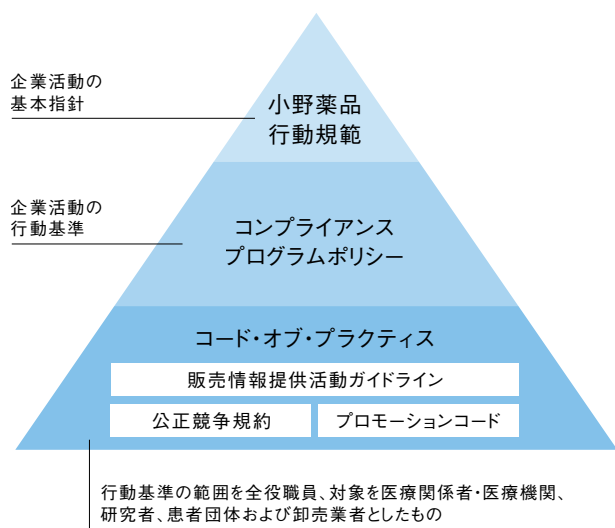 企業活動の
基本指針
小野薬品
行動規範
企業活動の
行動基準
コンプライアンス
プログラムポリシー
コード・オブ・プラクティス
販売情報提供活動ガイドライン
公正競争規約
プロモーションコード
行動基準の範囲を全役職員、対象を医療関係者・医療機関、
研究者、患者団体および卸売業者としたもの